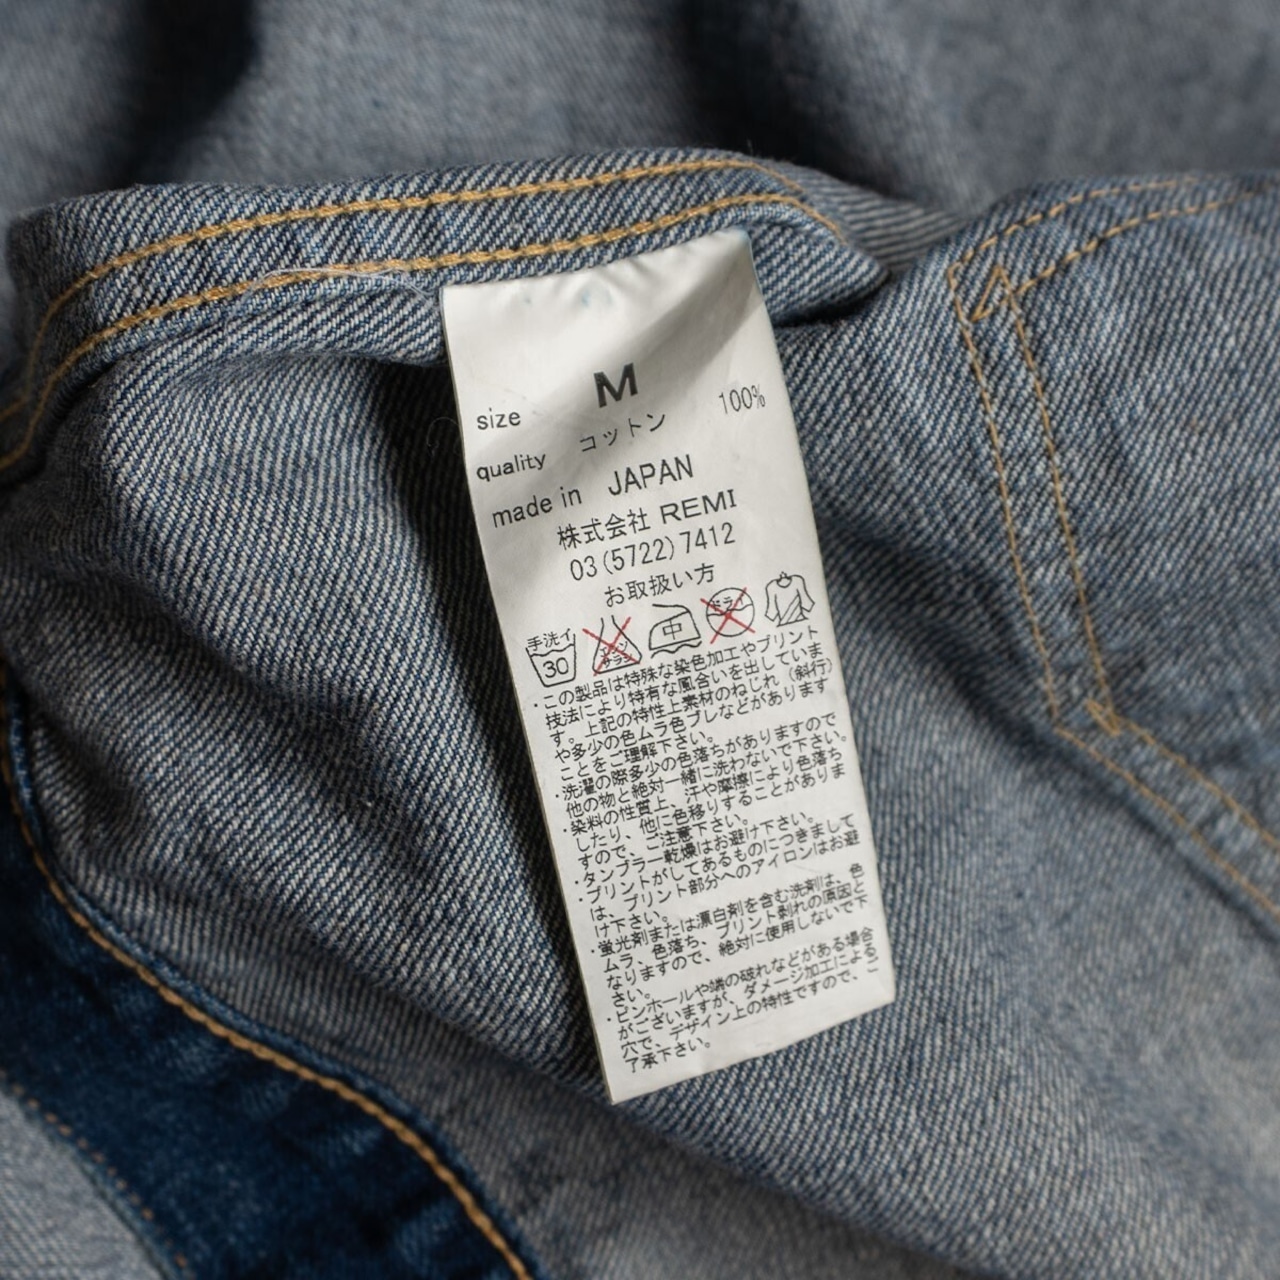 size M
quality コットン 100%
made in JAPAN
株式会社 REMI
03(5722)7412
お取扱い方
手洗イ 30 エンソサラシ 中 ドライ
・この製品は特殊な染色加工やプリント
技法により特有な風合いを出していま
す。上記の特性上素材のねじれ（斜行）
や多少の色ムラ色ブレなどがあります
ことをご理解下さい。
・洗濯の際多少の色落ちがありますので
他の物と絶対一緒に洗わないで下さい。
・染料の性質上、汗や摩擦により色落ち
したり、他に色移りすることがありま
すので、ご注意下さい。
・タンブラー乾燥はお避け下さい。
・プリントがしてあるものにつきまして
は、プリント部分へのアイロンはお避
け下さい。
・蛍光剤または漂白剤を含む洗剤は、色
ムラ、色落ち、プリント剥れの原因と
なりますので、絶対に使用しないで下
さい。
・ピンホールや端の破れなどがある場合
がございますが、ダメージ加工による
穴で、デザイン上の特性ですので、ご
了承下さい。